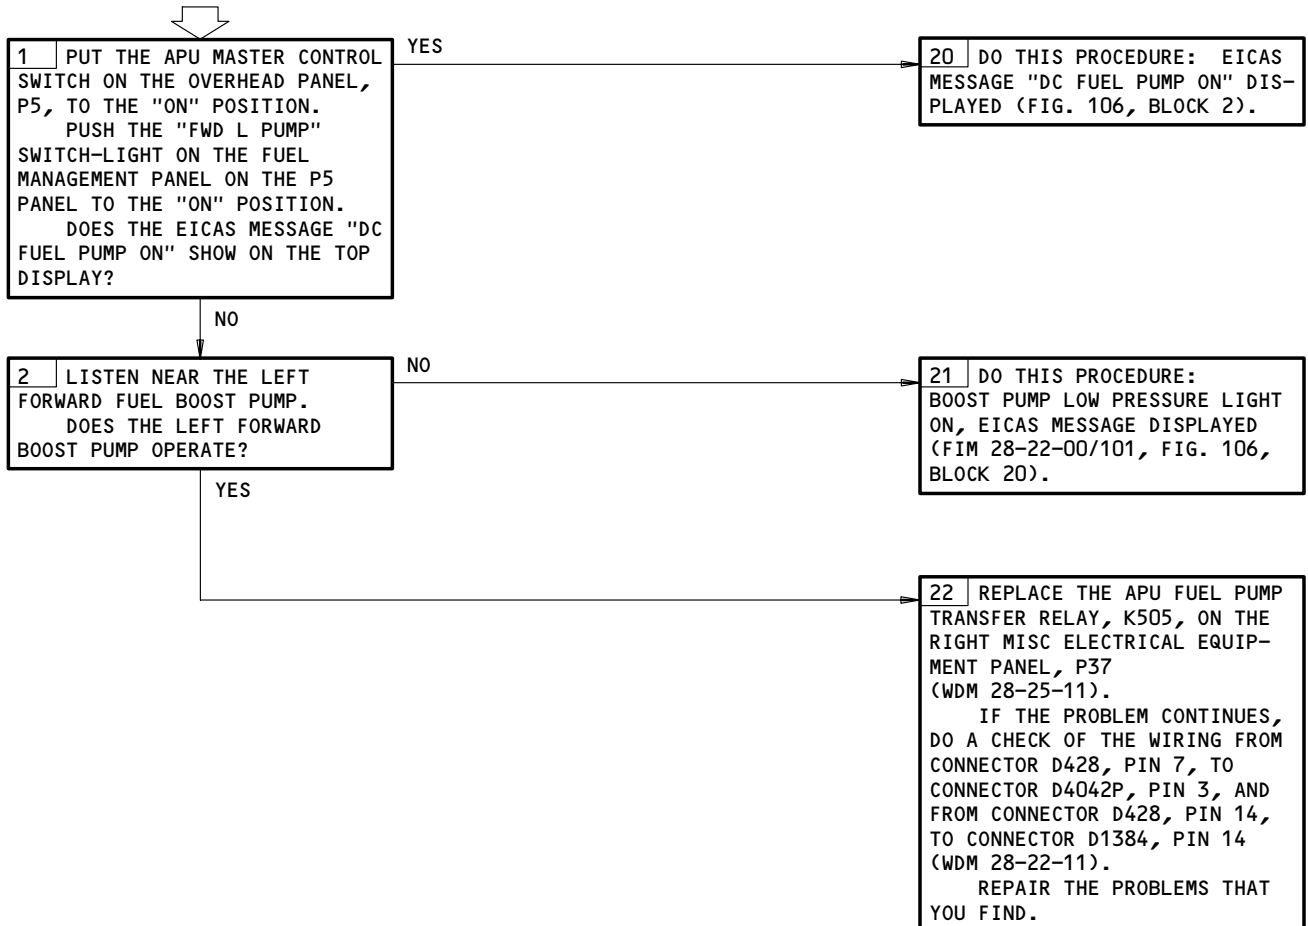 1 PUT THE APU MASTER CONTROL
SWITCH ON THE OVERHEAD PANEL,
P5, TO THE "ON" POSITION.
PUSH THE "FWD L PUMP"
SWITCH-LIGHT ON THE FUEL
MANAGEMENT PANEL ON THE P5
PANEL TO THE "ON" POSITION.
DOES THE EICAS MESSAGE "DC
FUEL PUMP ON" SHOW ON THE TOP
DISPLAY?
YES
20 DO THIS PROCEDURE: EICAS
MESSAGE "DC FUEL PUMP ON" DIS-
PLAYED (FIG. 106, BLOCK 2).
NO
2 LISTEN NEAR THE LEFT
FORWARD FUEL BOOST PUMP.
DOES THE LEFT FORWARD
BOOST PUMP OPERATE?
NO
21 DO THIS PROCEDURE:
BOOST PUMP LOW PRESSURE LIGHT
ON, EICAS MESSAGE DISPLAYED
(FIM 28-22-00/101, FIG. 106,
BLOCK 20).
YES
22 REPLACE THE APU FUEL PUMP
TRANSFER RELAY, K505, ON THE
RIGHT MISC ELECTRICAL EQUIP-
MENT PANEL, P37
(WDM 28-25-11).
IF THE PROBLEM CONTINUES,
DO A CHECK OF THE WIRING FROM
CONNECTOR D428, PIN 7, TO
CONNECTOR D4042P, PIN 3, AND
FROM CONNECTOR D428, PIN 14,
TO CONNECTOR D1384, PIN 14
(WDM 28-22-11).
REPAIR THE PROBLEMS THAT
YOU FIND.